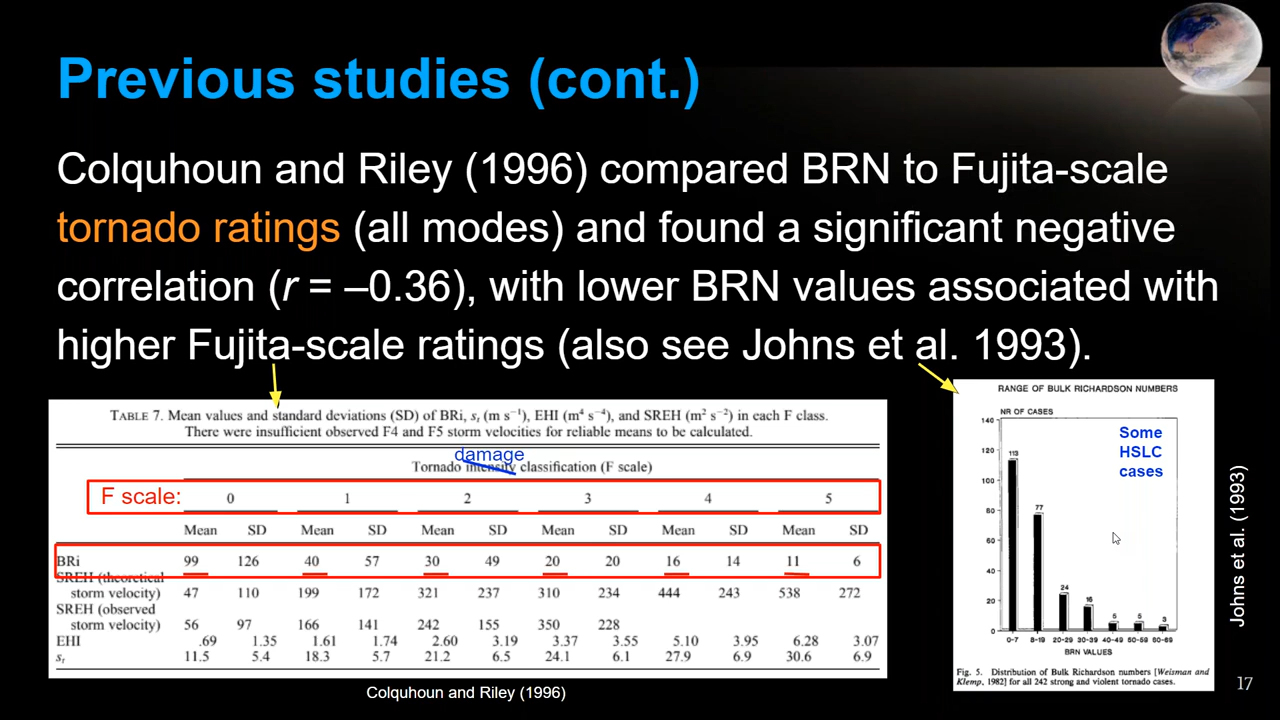 Previous studies (cont.)
Colquhoun and Riley (1996) compared BRN to Fujita-scale
tornado ratings (all modes) and found a significant negative
correlation (r = –0.36), with lower BRN values associated with
higher Fujita-scale ratings (also see Johns et al. 1993).
TABLE 7. Mean values and standard deviations (SD) of BRi, sᵣ (m s⁻¹), EHI (m⁴ s⁻⁴), and SREH (m² s⁻²) in each F class.
There were insufficient observed F4 and F5 storm velocities for reliable means to be calculated.
damage
Tornado intensity classification (F scale)
F scale: 0 1 2 3 4 5
Mean SD Mean SD Mean SD Mean SD Mean SD Mean SD
BRi 99 126 40 57 30 49 20 20 16 14 11 6
SREH (theoretical
storm velocity) 47 110 199 172 321 237 310 234 444 243 538 272
SREH (observed
storm velocity) 56 97 166 141 242 155 350 228
EHI .69 1.35 1.61 1.74 2.60 3.19 3.37 3.55 5.10 3.95 6.28 3.07
sᵣ 11.5 5.4 18.3 5.7 21.2 6.5 24.1 6.1 27.9 6.9 30.6 6.9
Colquhoun and Riley (1996)
RANGE OF BULK RICHARDSON NUMBERS
NR OF CASES
140
120
100
80
60
40
20
0
113
77
24
16
5
5
3
Some
HSLC
cases
0-7 8-19 20-29 30-39 40-49 50-59 60-69
BRN VALUES
Fig. 5. Distribution of Bulk Richardson numbers [Weisman and
Klemp, 1982] for all 242 strong and violent tornado cases.
Johns et al. (1993)
17